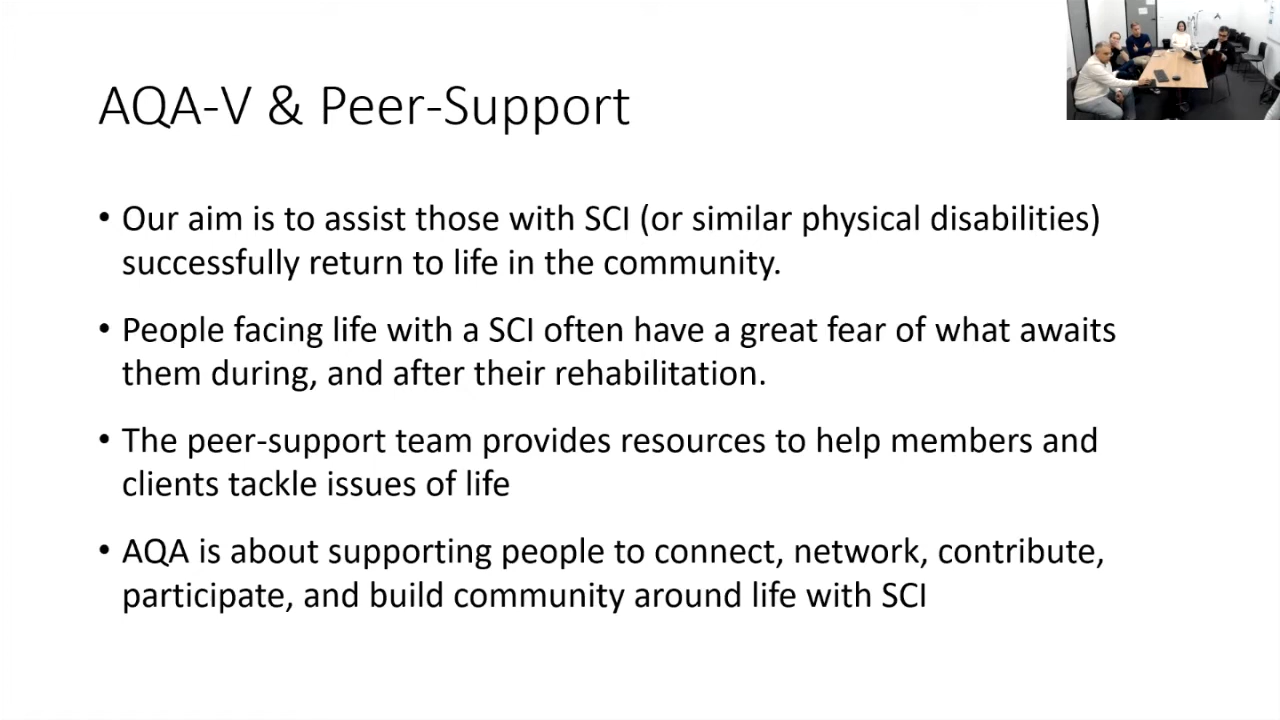 AQA-V & Peer-Support
• Our aim is to assist those with SCI (or similar physical disabilities)
successfully return to life in the community.
• People facing life with a SCI often have a great fear of what awaits
them during, and after their rehabilitation.
• The peer-support team provides resources to help members and
clients tackle issues of life
• AQA is about supporting people to connect, network, contribute,
participate, and build community around life with SCI